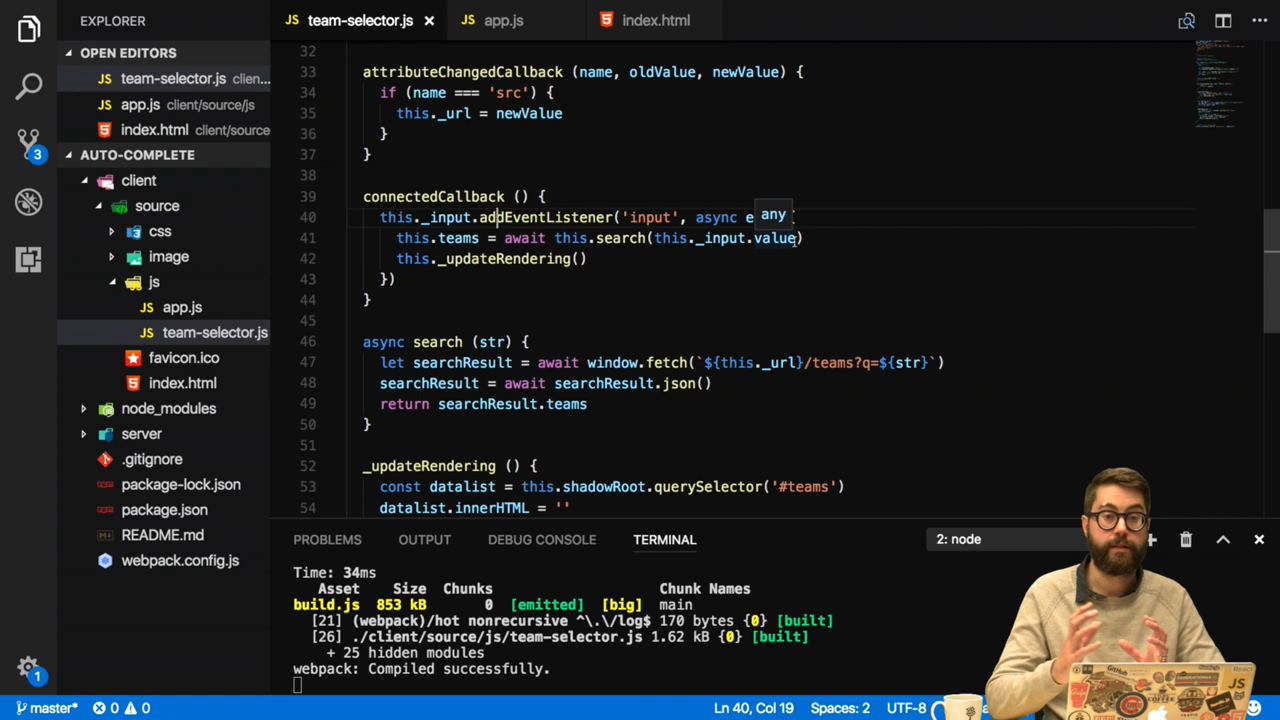 EXPLORER
OPEN EDITORS
JS team-selector.js clien...
JS app.js client/source/js
index.html client/source
AUTO-COMPLETE
client
source
css
image
js
JS app.js
JS team-selector.js
favicon.ico
index.html
node_modules
server
.gitignore
package-lock.json
package.json
README.md
webpack.config.js
3
1
JS team-selector.js ×
JS app.js
index.html
32
33 attributeChangedCallback (name, oldValue, newValue) {
34 if (name === 'src') {
35 this._url = newValue
36 }
37 }
38
39 connectedCallback () {
40 this._input.addEventListener('input', async e
any
41 this.teams = await this.search(this._input.value)
42 this._updateRendering()
43 })
44 }
45
46 async search (str) {
47 let searchResult = await window.fetch(`${this._url}/teams?q=${str}`)
48 searchResult = await searchResult.json()
49 return searchResult.teams
50 }
51
52 _updateRendering () {
53 const datalist = this.shadowRoot.querySelector('#teams')
54 datalist.innerHTML = ''
PROBLEMS OUTPUT DEBUG CONSOLE TERMINAL 2: node
Time: 34ms
Asset Size Chunks Chunk Names
build.js 853 kB 0 [emitted] [big] main
[21] (webpack)/hot nonrecursive ^\.\/log$ 170 bytes {0} [built]
[26] ./client/source/js/team-selector.js 1.62 kB {0} [built]
+ 25 hidden modules
webpack: Compiled successfully.
master* 0 0 Ln 40, Col 19 Spaces: 2 UTF-8
GitHub
React
JS